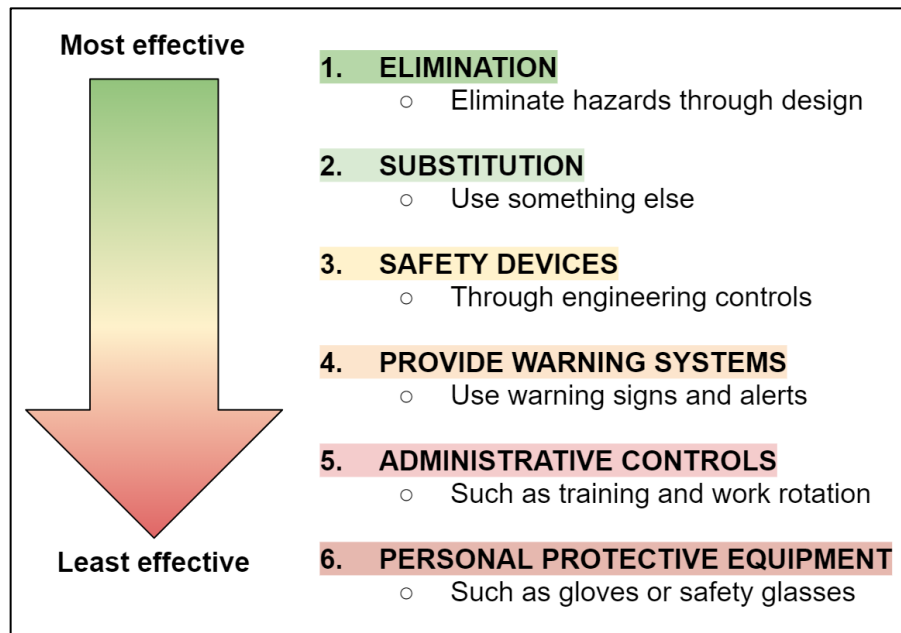 Most effective
1. ELIMINATION
○ Eliminate hazards through design
2. SUBSTITUTION
○ Use something else
3. SAFETY DEVICES
○ Through engineering controls
4. PROVIDE WARNING SYSTEMS
○ Use warning signs and alerts
5. ADMINISTRATIVE CONTROLS
○ Such as training and work rotation
Least effective
6. PERSONAL PROTECTIVE EQUIPMENT
○ Such as gloves or safety glasses